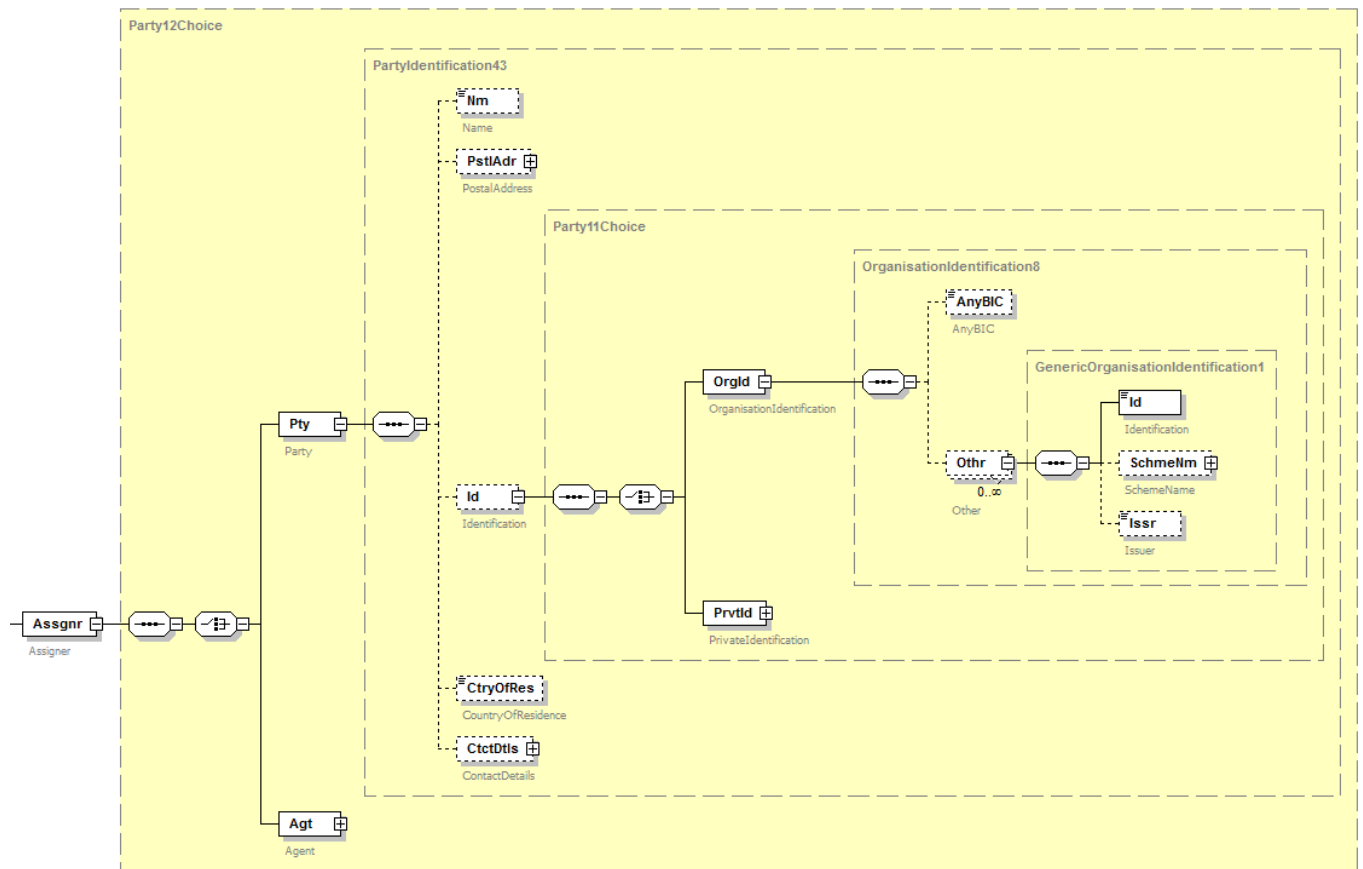 Party12Choice
PartyIdentification43
Nm
Name
PstlAdr
PostalAddress
Party11Choice
OrganisationIdentification8
AnyBIC
AnyBIC
GenericOrganisationIdentification1
OrgId
OrganisationIdentification
Id
Identification
Pty
Party
Othr
0..∞
Other
SchmeNm
SchemeName
Id
Identification
Issr
Issuer
Assgnr
Assigner
PrvtId
PrivateIdentification
CtryOfRes
CountryOfResidence
CtctDtls
ContactDetails
Agt
Agent